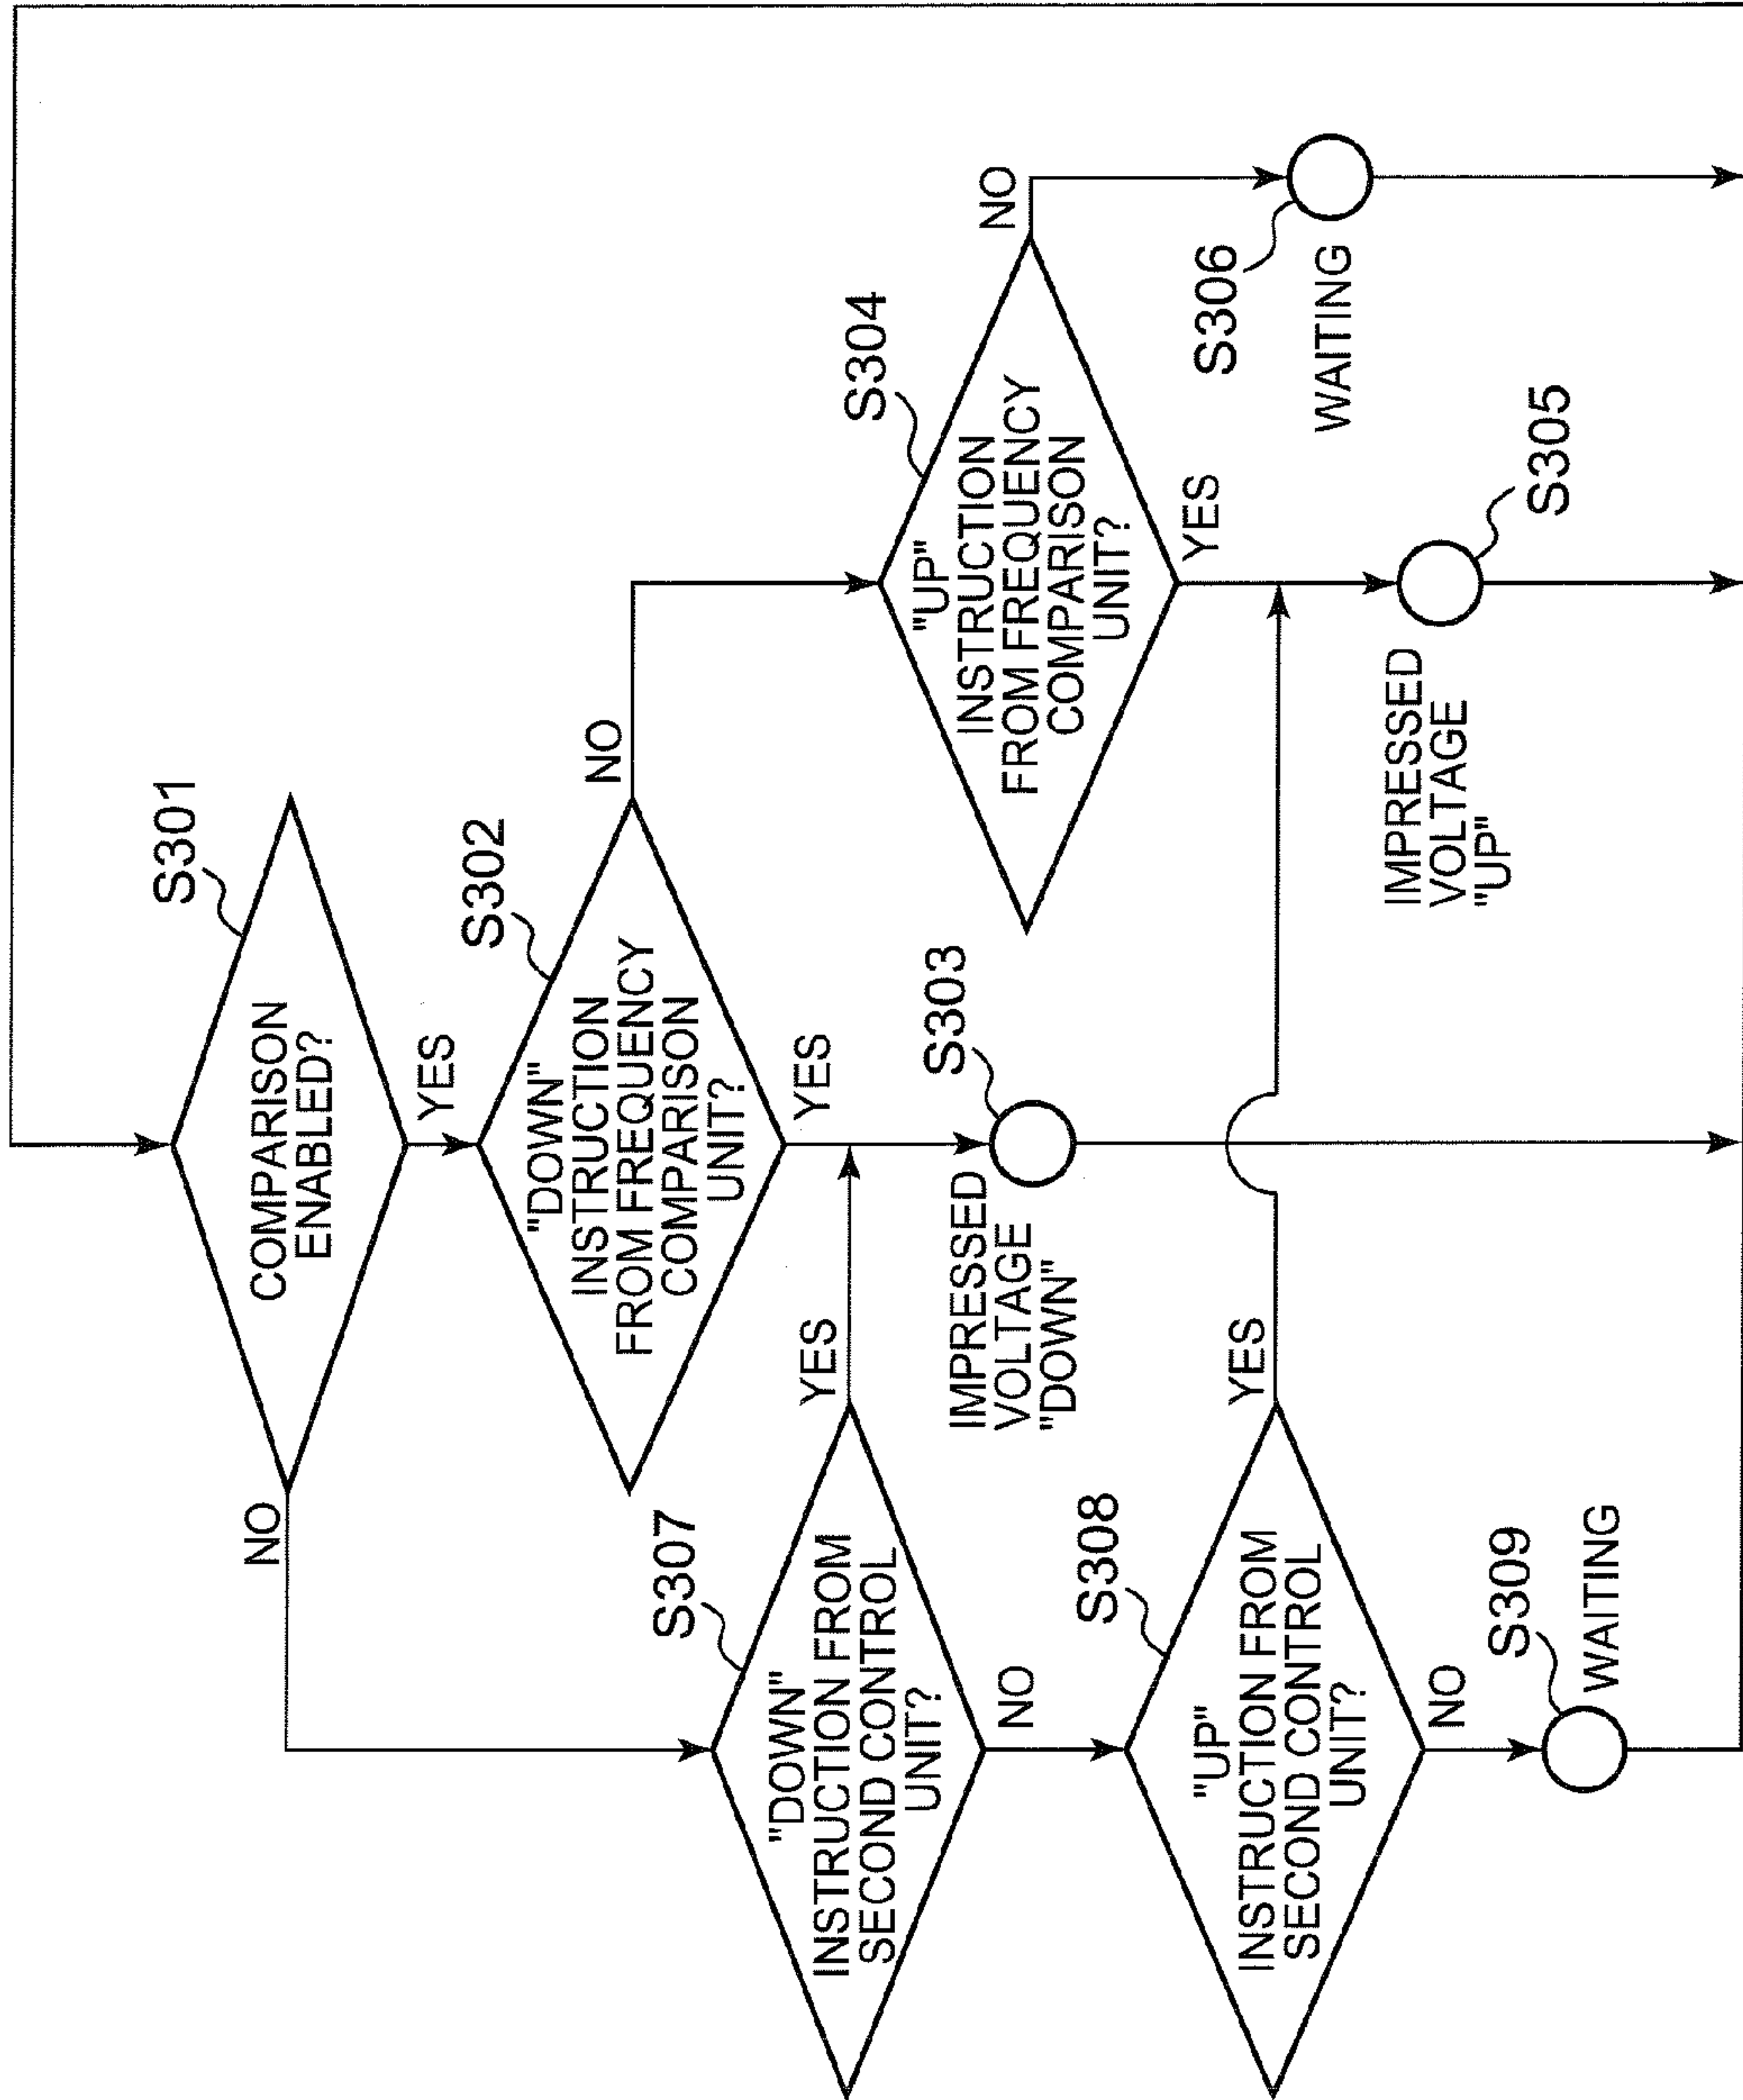 S301
COMPARISON
ENABLED?
NO
YES
S302
"DOWN"
INSTRUCTION
FROM FREQUENCY
COMPARISON
UNIT?
NO
YES
S307
"DOWN"
INSTRUCTION FROM
SECOND CONTROL
UNIT?
YES
NO
S303
IMPRESSED
VOLTAGE
"DOWN"
S304
"UP"
INSTRUCTION
FROM FREQUENCY
COMPARISON
UNIT?
NO
YES
S308
"UP"
INSTRUCTION FROM
SECOND CONTROL
UNIT?
YES
NO
S306
WAITING
IMPRESSED
VOLTAGE
"UP"
S305
S309
WAITING